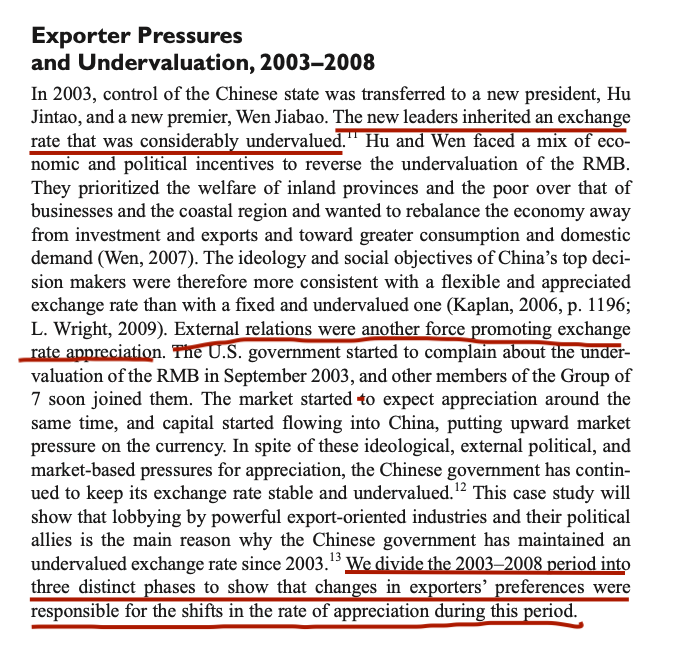 Exporter Pressures
and Undervaluation, 2003–2008
In 2003, control of the Chinese state was transferred to a new president, Hu
Jintao, and a new premier, Wen Jiabao. The new leaders inherited an exchange
rate that was considerably undervalued.11 Hu and Wen faced a mix of eco-
nomic and political incentives to reverse the undervaluation of the RMB.
They prioritized the welfare of inland provinces and the poor over that of
businesses and the coastal region and wanted to rebalance the economy away
from investment and exports and toward greater consumption and domestic
demand (Wen, 2007). The ideology and social objectives of China’s top deci-
sion makers were therefore more consistent with a flexible and appreciated
exchange rate than with a fixed and undervalued one (Kaplan, 2006, p. 1196;
L. Wright, 2009). External relations were another force promoting exchange
rate appreciation. The U.S. government started to complain about the under-
valuation of the RMB in September 2003, and other members of the Group of
7 soon joined them. The market started to expect appreciation around the
same time, and capital started flowing into China, putting upward market
pressure on the currency. In spite of these ideological, external political, and
market-based pressures for appreciation, the Chinese government has contin-
ued to keep its exchange rate stable and undervalued.12 This case study will
show that lobbying by powerful export-oriented industries and their political
allies is the main reason why the Chinese government has maintained an
undervalued exchange rate since 2003.13 We divide the 2003–2008 period into
three distinct phases to show that changes in exporters’ preferences were
responsible for the shifts in the rate of appreciation during this period.